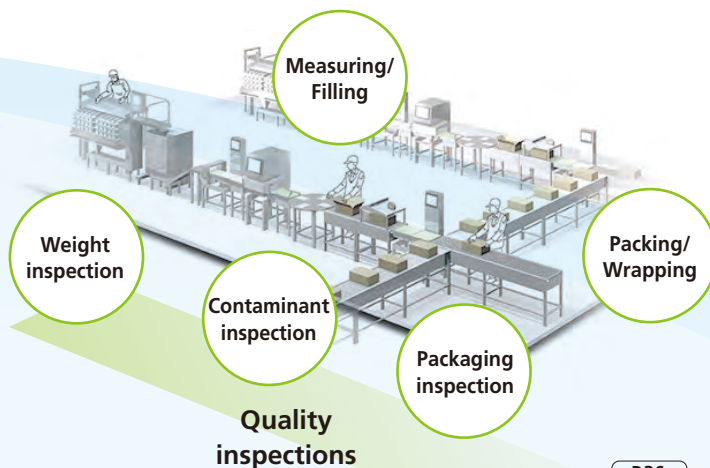 Measuring/
Filling
Weight
inspection
Contaminant
inspection
Packaging
inspection
Packing/
Wrapping
Quality
inspections